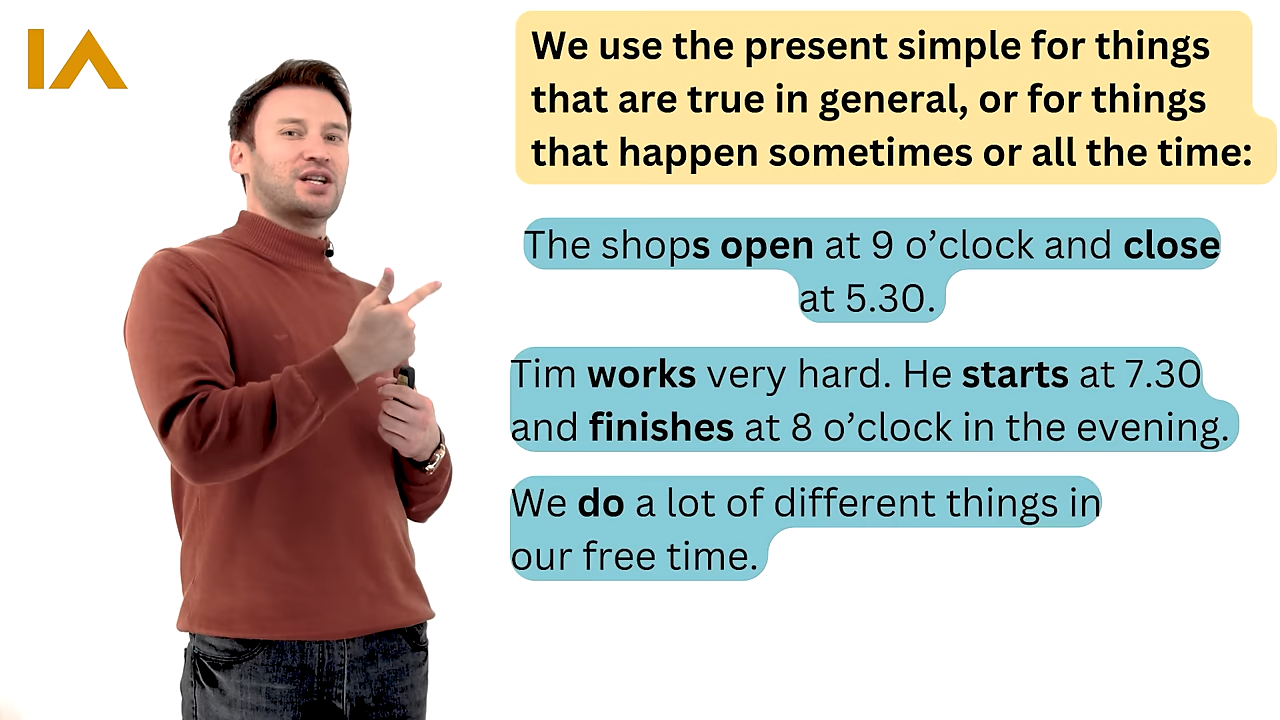 IA
We use the present simple for things
that are true in general, or for things
that happen sometimes or all the time:
The shops open at 9 o’clock and close
at 5.30.
Tim works very hard. He starts at 7.30
and finishes at 8 o’clock in the evening.
We do a lot of different things in
our free time.